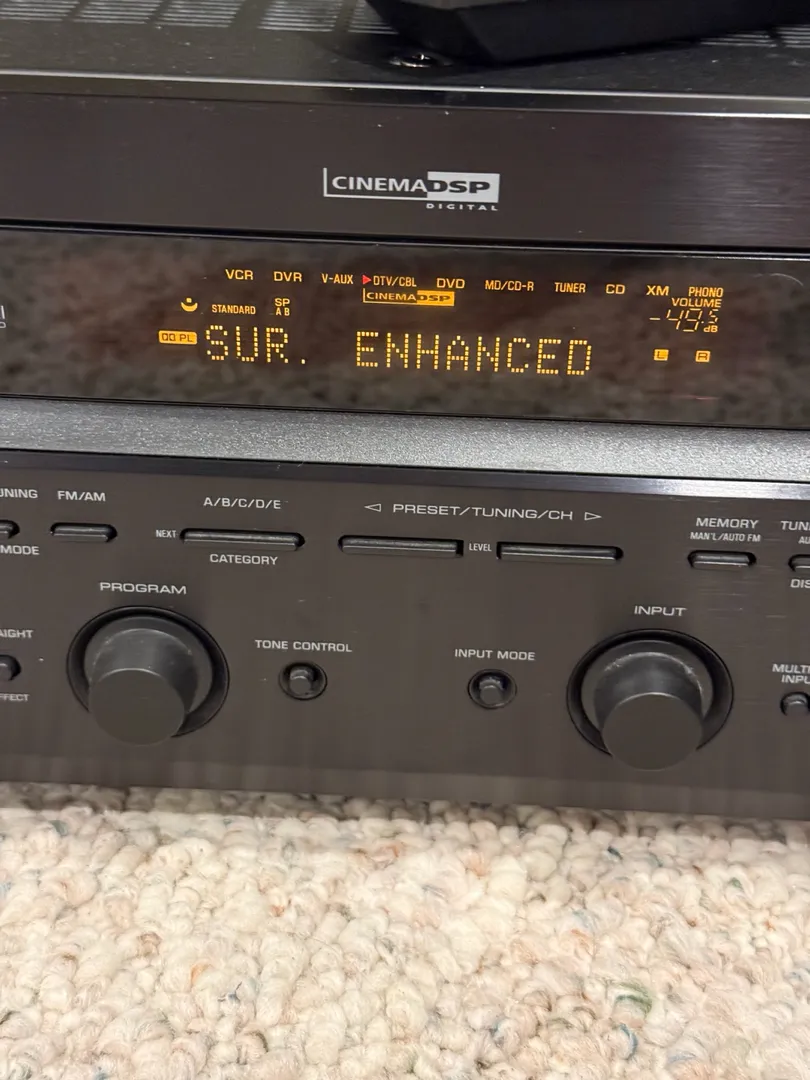 CINEMA DSP
DIGITAL
VCR DVR V-AUX DTV/CBL DVD MD/CD-R TUNER CD XM PHONO
CINEMA DSP
VOLUME
STANDARD
SP
A B
-49.5 dB
PL
SUR. ENHANCED
L R
FM/AM
A/B/C/D/E
PRESET/TUNING/CH
MODE
NEXT
LEVEL
MEMORY
MAN'L/AUTO FM
CATEGORY
PROGRAM
INPUT
TONE CONTROL
INPUT MODE